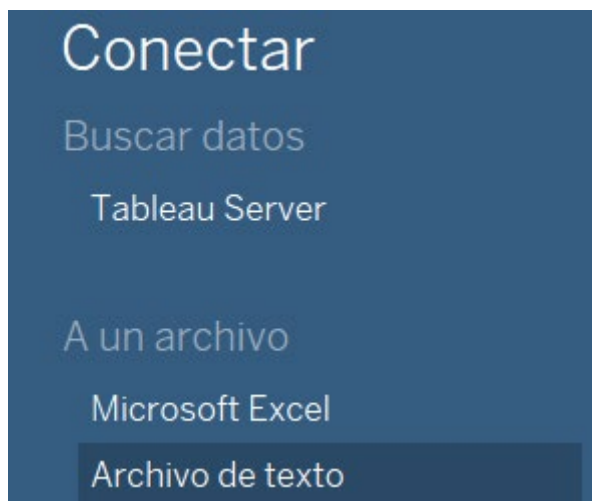 Conectar
Buscar datos
Tableau Server
A un archivo
Microsoft Excel
Archivo de texto